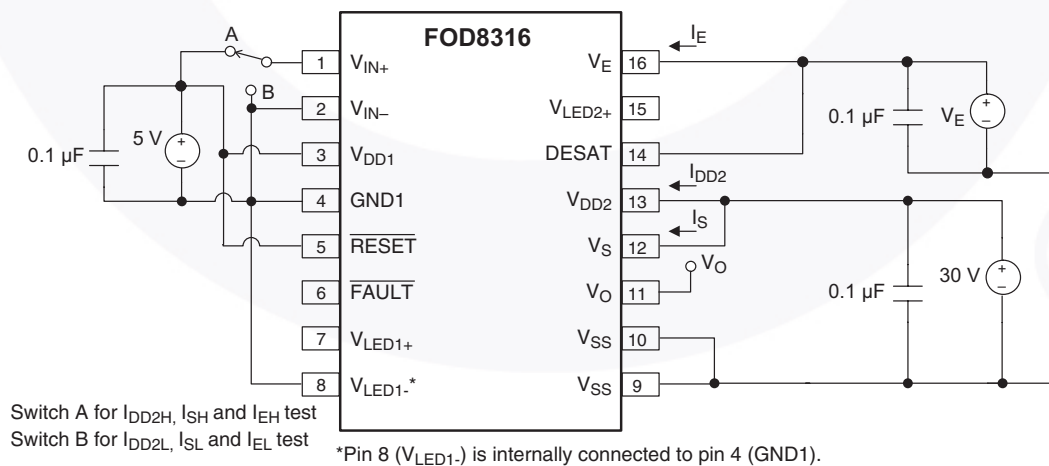 FOD8316
A
B
5 V
+
–
0.1 µF
1 V_IN+
2 V_IN–
3 V_DD1
4 GND1
5 RESET
6 FAULT
7 V_LED1+
8 V_LED1-*
I_E
V_E 16
V_LED2+ 15
DESAT 14
I_DD2
V_DD2 13
I_S
V_S 12
V_O
V_O 11
V_SS 10
V_SS 9
0.1 µF
V_E
+
–
0.1 µF
30 V
+
–
Switch A for I_DD2H, I_SH and I_EH test
Switch B for I_DD2L, I_SL and I_EL test
*Pin 8 (V_LED1-) is internally connected to pin 4 (GND1).